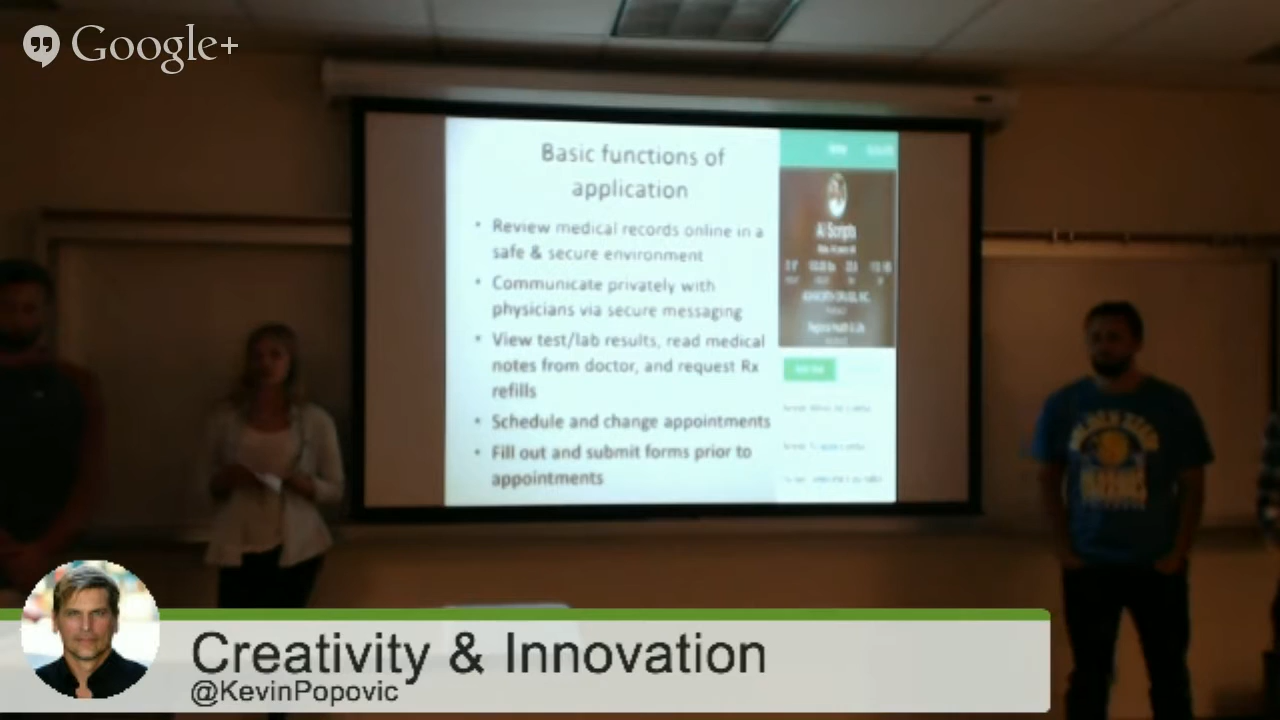 Google+
Basic functions of
application
• Review medical records online in a
safe & secure environment
• Communicate privately with
physicians via secure messaging
• View test/lab results, read medical
notes from doctor, and request Rx
refills
• Schedule and change appointments
• Fill out and submit forms prior to
appointments
Al Scripts
Creativity & Innovation
@KevinPopovic